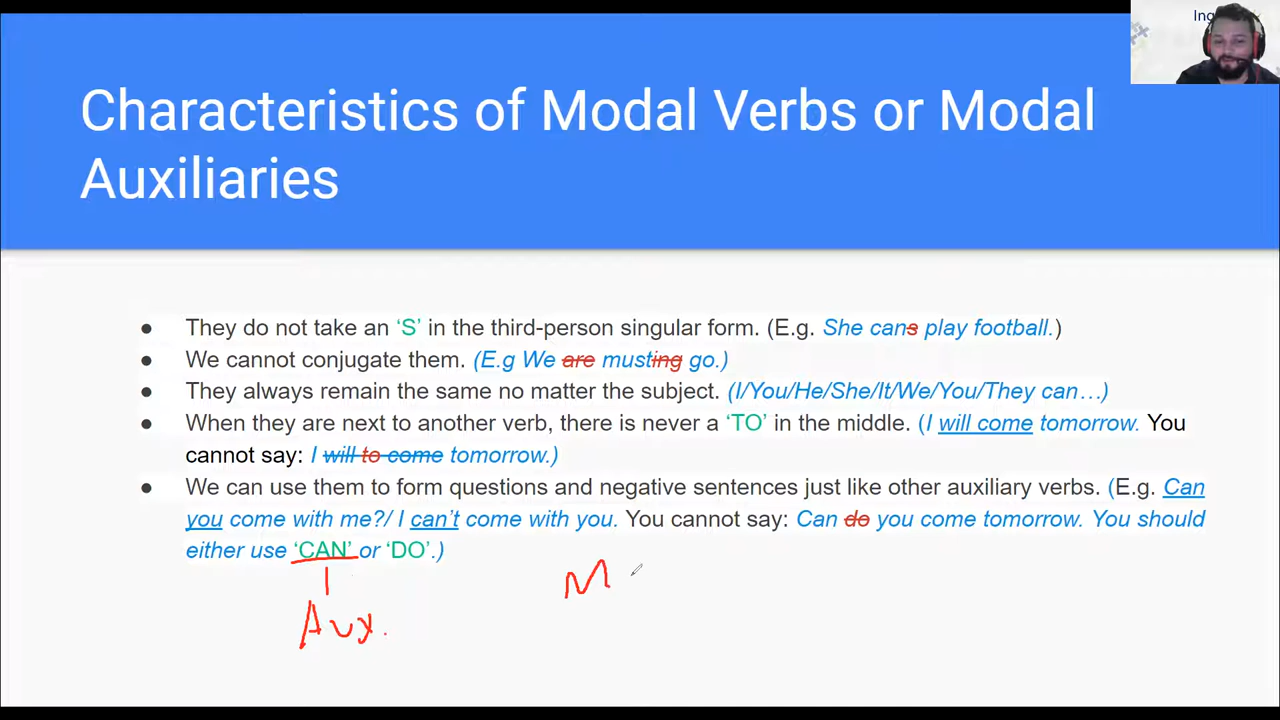 Ing
Characteristics of Modal Verbs or Modal
Auxiliaries
● They do not take an ‘S’ in the third-person singular form. (E.g. She cans play football.)
● We cannot conjugate them. (E.g We are musting go.)
● They always remain the same no matter the subject. (I/You/He/She/It/We/You/They can…)
● When they are next to another verb, there is never a ‘TO’ in the middle. (I will come tomorrow. You
cannot say: I will to come tomorrow.)
● We can use them to form questions and negative sentences just like other auxiliary verbs. (E.g. Can
you come with me?/ I can’t come with you. You cannot say: Can do you come tomorrow. You should
either use ‘CAN’ or ‘DO’.)
M
Aux.